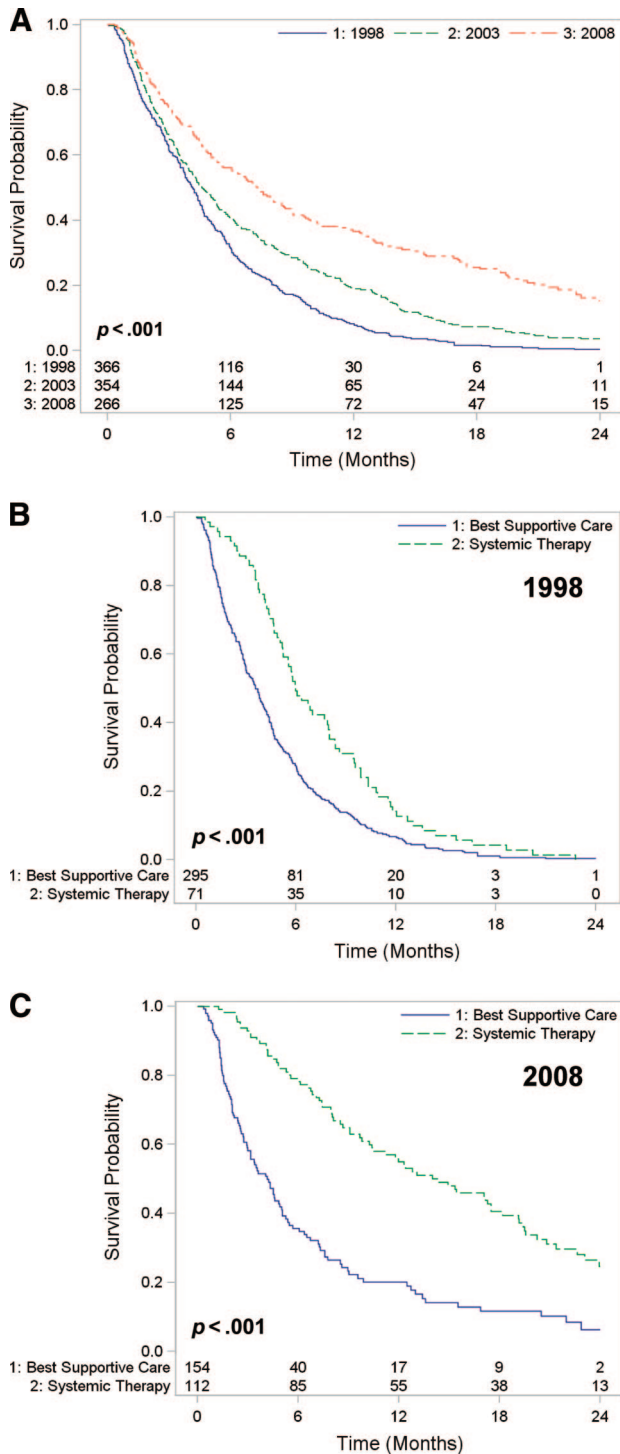 A
1: 1998 2: 2003 3: 2008
1.0
0.8
0.6
0.4
0.2
0.0
Survival Probability
p < .001
1: 1998 366 116 30 6 1
2: 2003 354 144 65 24 11
3: 2008 266 125 72 47 15
0 6 12 18 24
Time (Months)
B
1: Best Supportive Care
2: Systemic Therapy
1998
1.0
0.8
0.6
0.4
0.2
0.0
Survival Probability
p < .001
1: Best Supportive Care 295 81 20 3 1
2: Systemic Therapy 71 35 10 3 0
0 6 12 18 24
Time (Months)
C
1: Best Supportive Care
2: Systemic Therapy
2008
1.0
0.8
0.6
0.4
0.2
0.0
Survival Probability
p < .001
1: Best Supportive Care 154 40 17 9 2
2: Systemic Therapy 112 85 55 38 13
0 6 12 18 24
Time (Months)